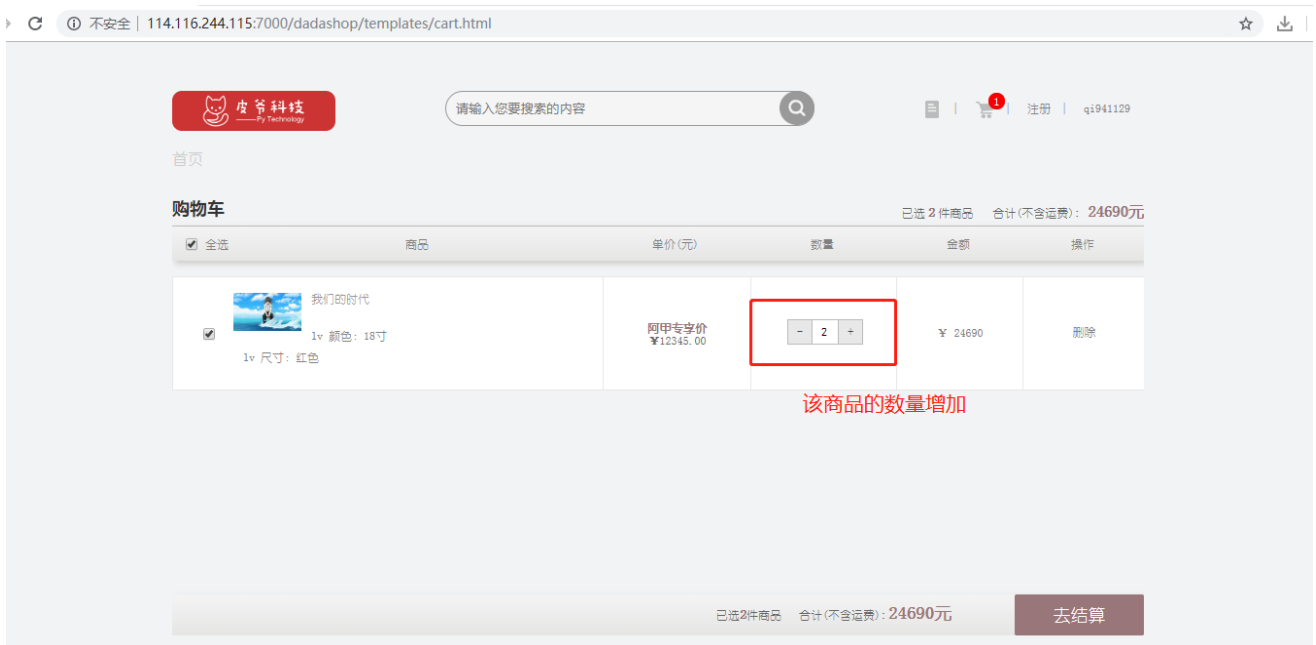 不安全 | 114.116.244.115:7000/dadashop/templates/cart.html
皮爷科技
Py Technology
请输入您要搜索的内容
1
注册
qi941129
首页
购物车
已选 2 件商品 合计(不含运费): 24690元
全选 商品 单价(元) 数量 金额 操作
我们的时代
lv 颜色: 18寸
lv 尺寸: 红色
阿甲专享价
¥12345.00
- 2 +
¥ 24690
删除
该商品的数量增加
已选2件商品 合计(不含运费): 24690元
去结算